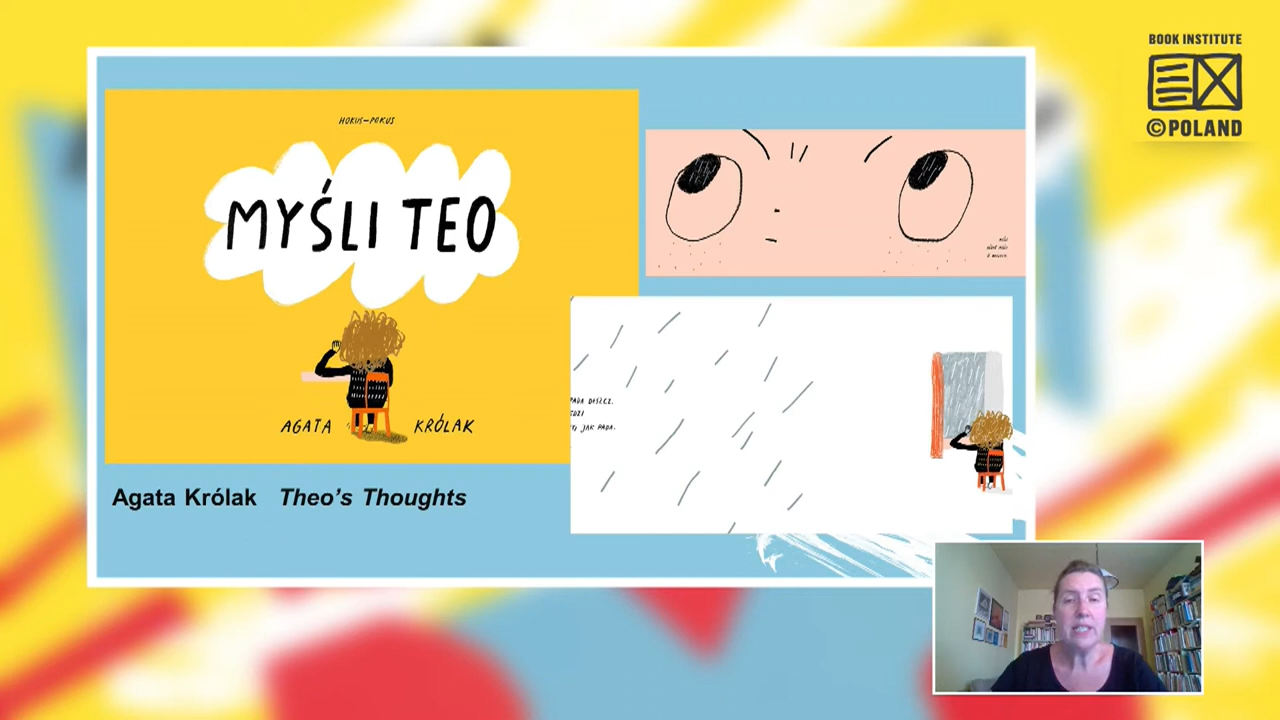 BOOK INSTITUTE
©POLAND
HOKUS-POKUS
MYŚLI TEO
AGATA KRÓLAK
PADA DESZCZ.
JAK PADA.
Agata Królak Theo's Thoughts